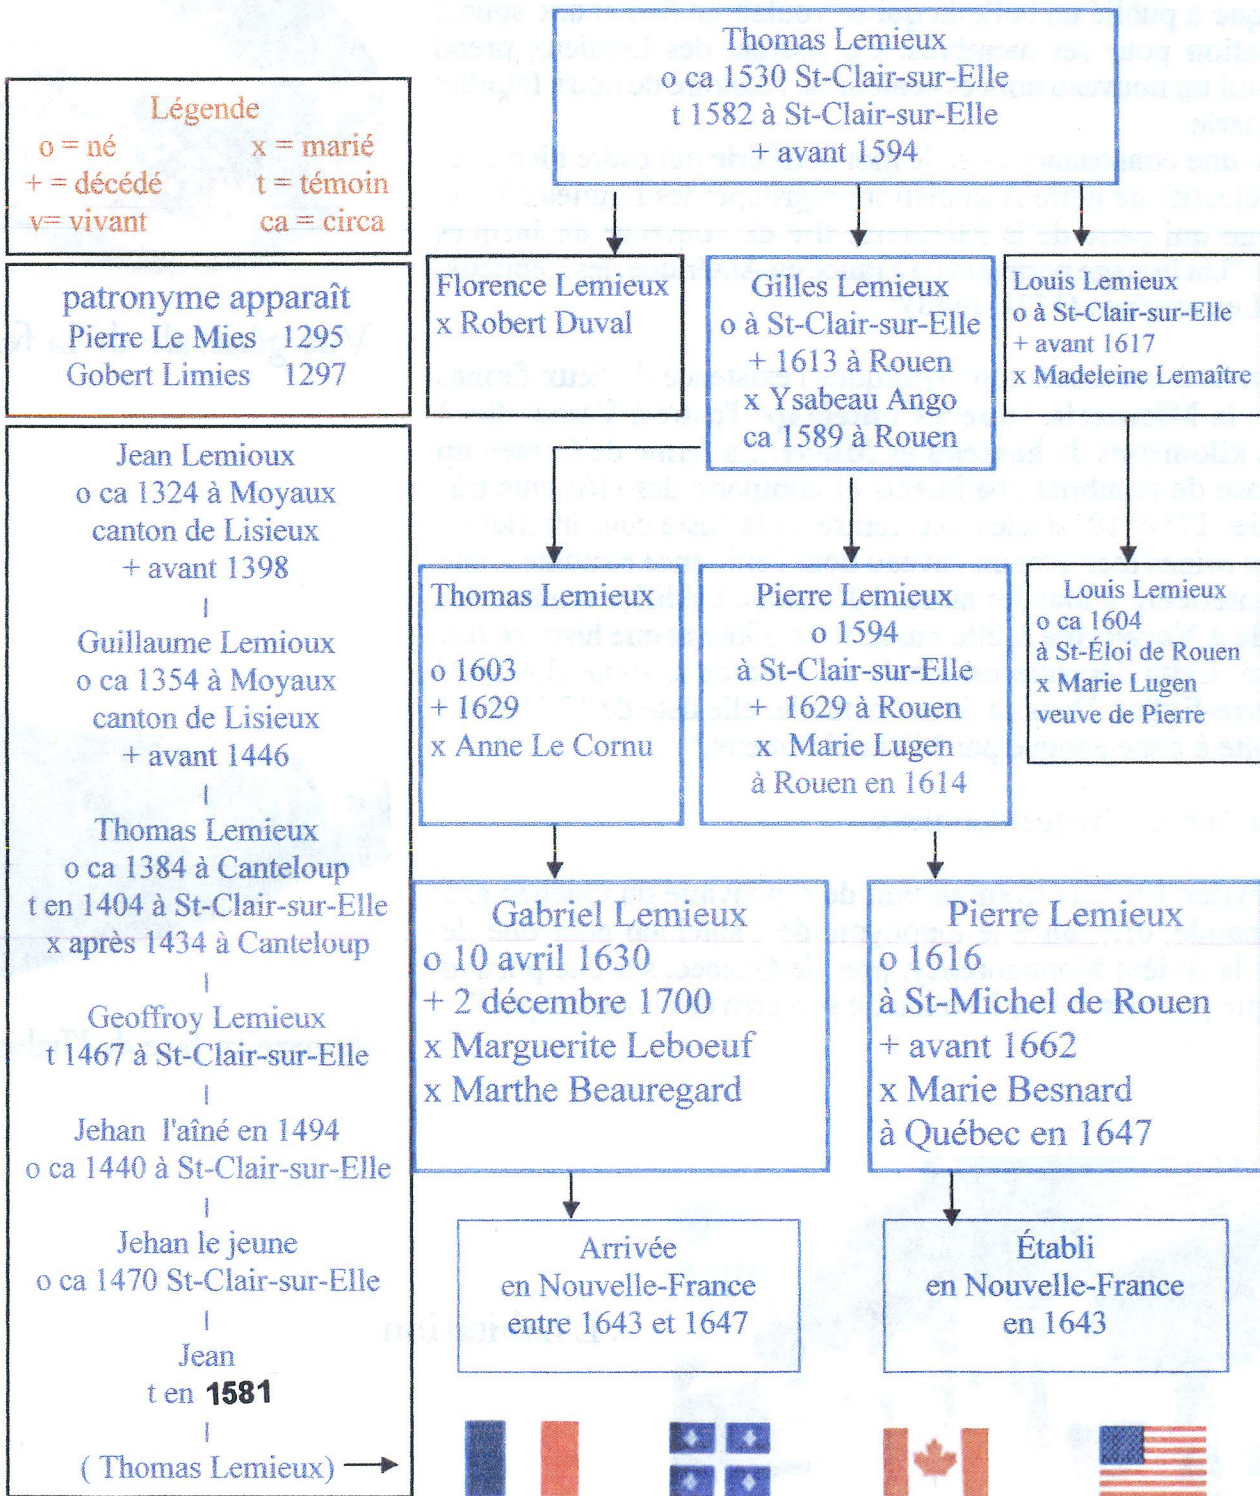 Thomas Lemieux
o ca 1530 St-Clair-sur-Elle
t 1582 à St-Clair-sur-Elle
+ avant 1594
Légende
o = né x = marié
+ = décédé t = témoin
v= vivant ca = circa
patronyme apparaît
Pierre Le Mies 1295
Gobert Limies 1297
Jean Lemioux
o ca 1324 à Moyaux
canton de Lisieux
+ avant 1398
Guillaume Lemioux
o ca 1354 à Moyaux
canton de Lisieux
+ avant 1446
Thomas Lemieux
o ca 1384 à Canteloup
t en 1404 à St-Clair-sur-Elle
x après 1434 à Canteloup
Geoffroy Lemieux
t 1467 à St-Clair-sur-Elle
Jehan l'aîné en 1494
o ca 1440 à St-Clair-sur-Elle
Jehan le jeune
o ca 1470 St-Clair-sur-Elle
Jean
t en 1581
( Thomas Lemieux)
Florence Lemieux
x Robert Duval
Gilles Lemieux
o à St-Clair-sur-Elle
+ 1613 à Rouen
x Ysabeau Ango
ca 1589 à Rouen
Louis Lemieux
o à St-Clair-sur-Elle
+ avant 1617
x Madeleine Lemaître
Thomas Lemieux
o 1603
+ 1629
x Anne Le Cornu
Pierre Lemieux
o 1594
à St-Clair-sur-Elle
+ 1629 à Rouen
x Marie Lugen
à Rouen en 1614
Louis Lemieux
o ca 1604
à St-Éloi de Rouen
x Marie Lugen
veuve de Pierre
Gabriel Lemieux
o 10 avril 1630
+ 2 décembre 1700
x Marguerite Leboeuf
x Marthe Beauregard
Pierre Lemieux
o 1616
à St-Michel de Rouen
+ avant 1662
x Marie Besnard
à Québec en 1647
Arrivée
en Nouvelle-France
entre 1643 et 1647
Établi
en Nouvelle-France
en 1643